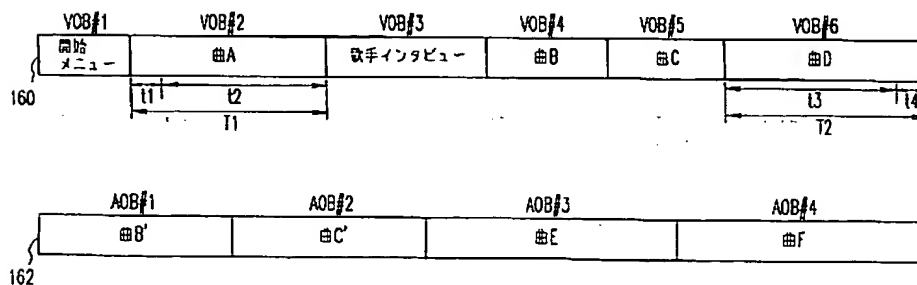 VOB#1 VOB#2 VOB#3 VOB#4 VOB#5 VOB#6
開始
メニュー
曲A 歌手インタビュー 曲B 曲C 曲D
160
t1 t2 t3 t4
T1 T2
AOB#1 AOB#2 AOB#3 AOB#4
曲B' 曲C' 曲E 曲F
162